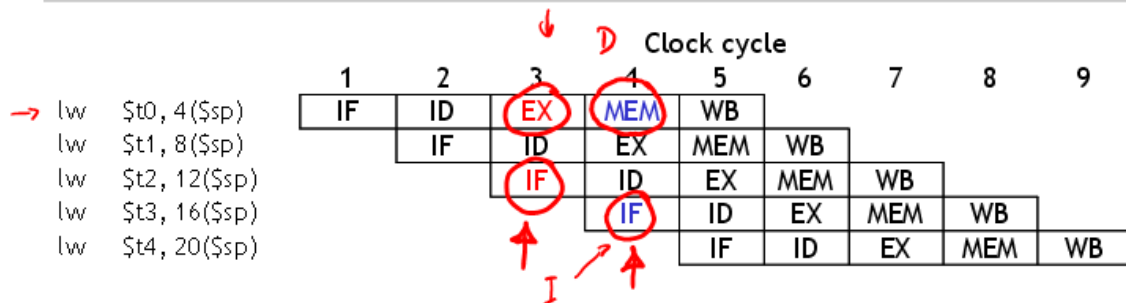 D Clock cycle
1 2 3 4 5 6 7 8 9
lw $t0, 4($sp) IF ID EX MEM WB
lw $t1, 8($sp) IF ID EX MEM WB
lw $t2, 12($sp) IF ID EX MEM WB
lw $t3, 16($sp) IF ID EX MEM WB
lw $t4, 20($sp) IF ID EX MEM WB
I